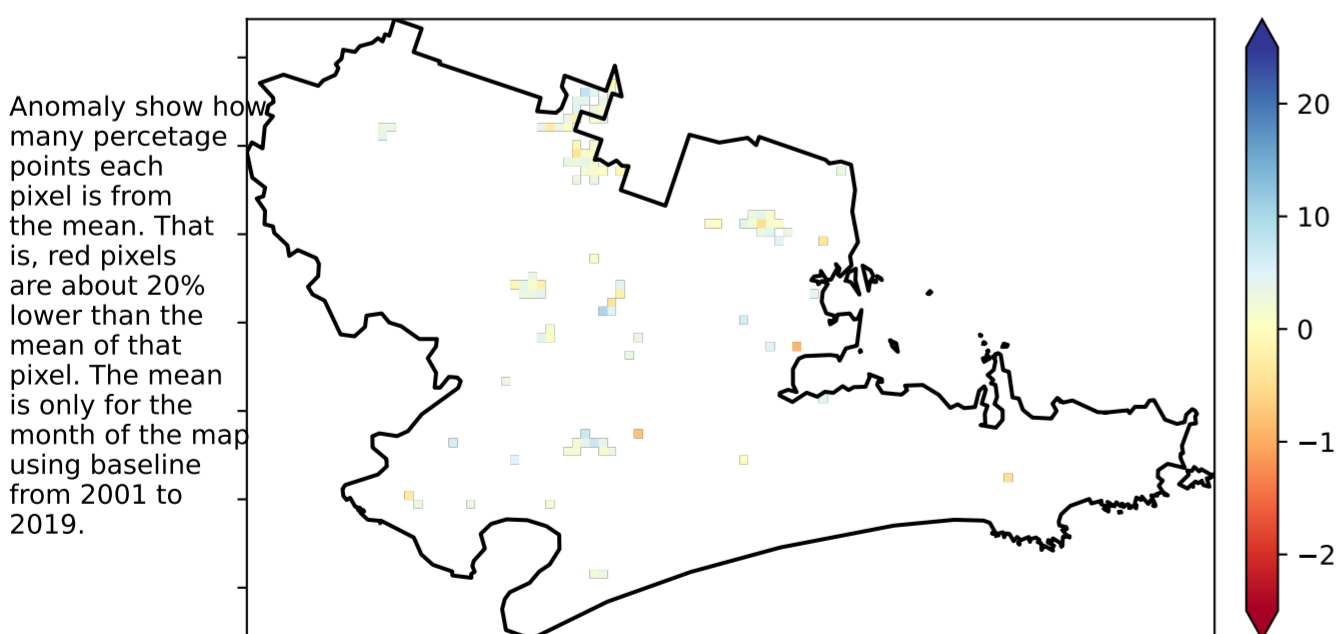 Anomaly show how
many percetage
points each
pixel is from
the mean. That
is, red pixels
are about 20%
lower than the
mean of that
pixel. The mean
is only for the
month of the map
using baseline
from 2001 to
2019.
20
10
0
−1
−2